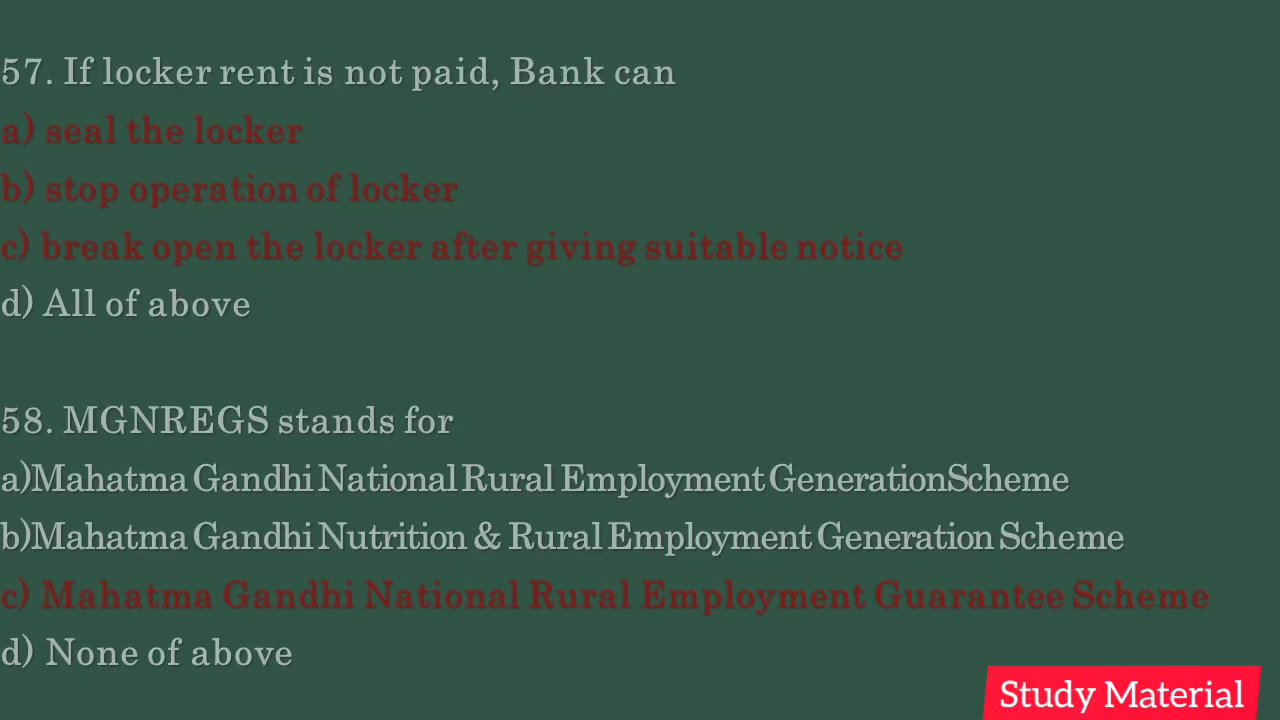 57. If locker rent is not paid, Bank can
a) seal the locker
b) stop operation of locker
c) break open the locker after giving suitable notice
d) All of above
58. MGNREGS stands for
a)Mahatma Gandhi National Rural Employment GenerationScheme
b)Mahatma Gandhi Nutrition & Rural Employment Generation Scheme
c) Mahatma Gandhi National Rural Employment Guarantee Scheme
d) None of above
Study Material